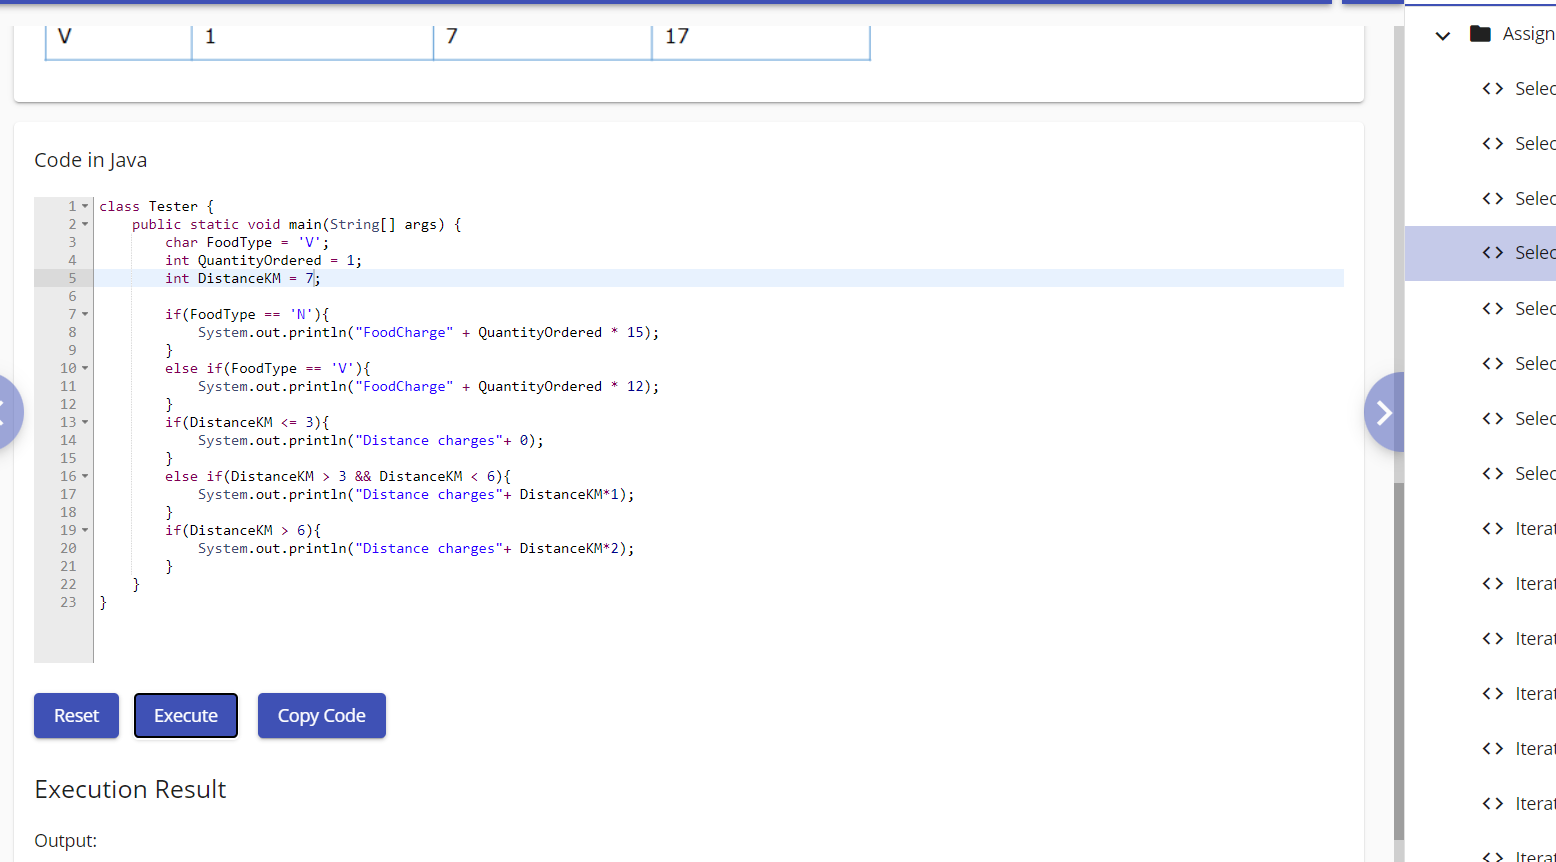 V 1 7 17
Code in Java
1 class Tester {
2 public static void main(String[] args) {
3 char FoodType = 'V';
4 int QuantityOrdered = 1;
5 int DistanceKM = 7;
6
7 if(FoodType == 'N'){
8 System.out.println("FoodCharge" + QuantityOrdered * 15);
9 }
10 else if(FoodType == 'V'){
11 System.out.println("FoodCharge" + QuantityOrdered * 12);
12 }
13 if(DistanceKM <= 3){
14 System.out.println("Distance charges"+ 0);
15 }
16 else if(DistanceKM > 3 && DistanceKM < 6){
17 System.out.println("Distance charges"+ DistanceKM*1);
18 }
19 if(DistanceKM > 6){
20 System.out.println("Distance charges"+ DistanceKM*2);
21 }
22 }
23 }
Reset Execute Copy Code
Execution Result
Output:
Assign
Selec
Selec
Selec
Selec
Selec
Selec
Selec
Selec
Iterat
Iterat
Iterat
Iterat
Iterat
Iterat
Iterat